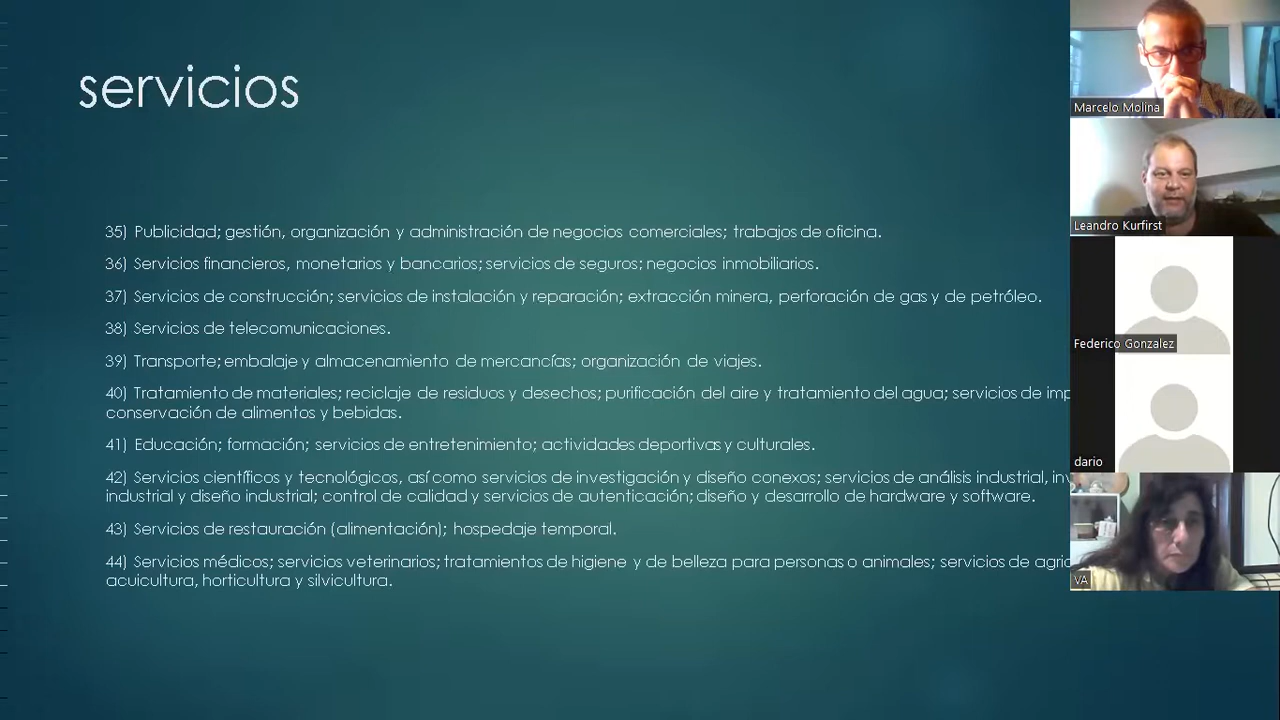 servicios
35) Publicidad; gestión, organización y administración de negocios comerciales; trabajos de oficina.
36) Servicios financieros, monetarios y bancarios; servicios de seguros; negocios inmobiliarios.
37) Servicios de construcción; servicios de instalación y reparación; extracción minera, perforación de gas y de petróleo.
38) Servicios de telecomunicaciones.
39) Transporte; embalaje y almacenamiento de mercancías; organización de viajes.
40) Tratamiento de materiales; reciclaje de residuos y desechos; purificación del aire y tratamiento del agua; servicios de
conservación de alimentos y bebidas.
41) Educación; formación; servicios de entretenimiento; actividades deportivas y culturales.
42) Servicios científicos y tecnológicos, así como servicios de investigación y diseño conexos; servicios de análisis industrial,
industrial y diseño industrial; control de calidad y servicios de autenticación; diseño y desarrollo de hardware y software.
43) Servicios de restauración (alimentación); hospedaje temporal.
44) Servicios médicos; servicios veterinarios; tratamientos de higiene y de belleza para personas o animales; servicios de
acuicultura, horticultura y silvicultura.
Marcelo Molina
Leandro Kurfirst
Federico Gonzalez
dario
VA